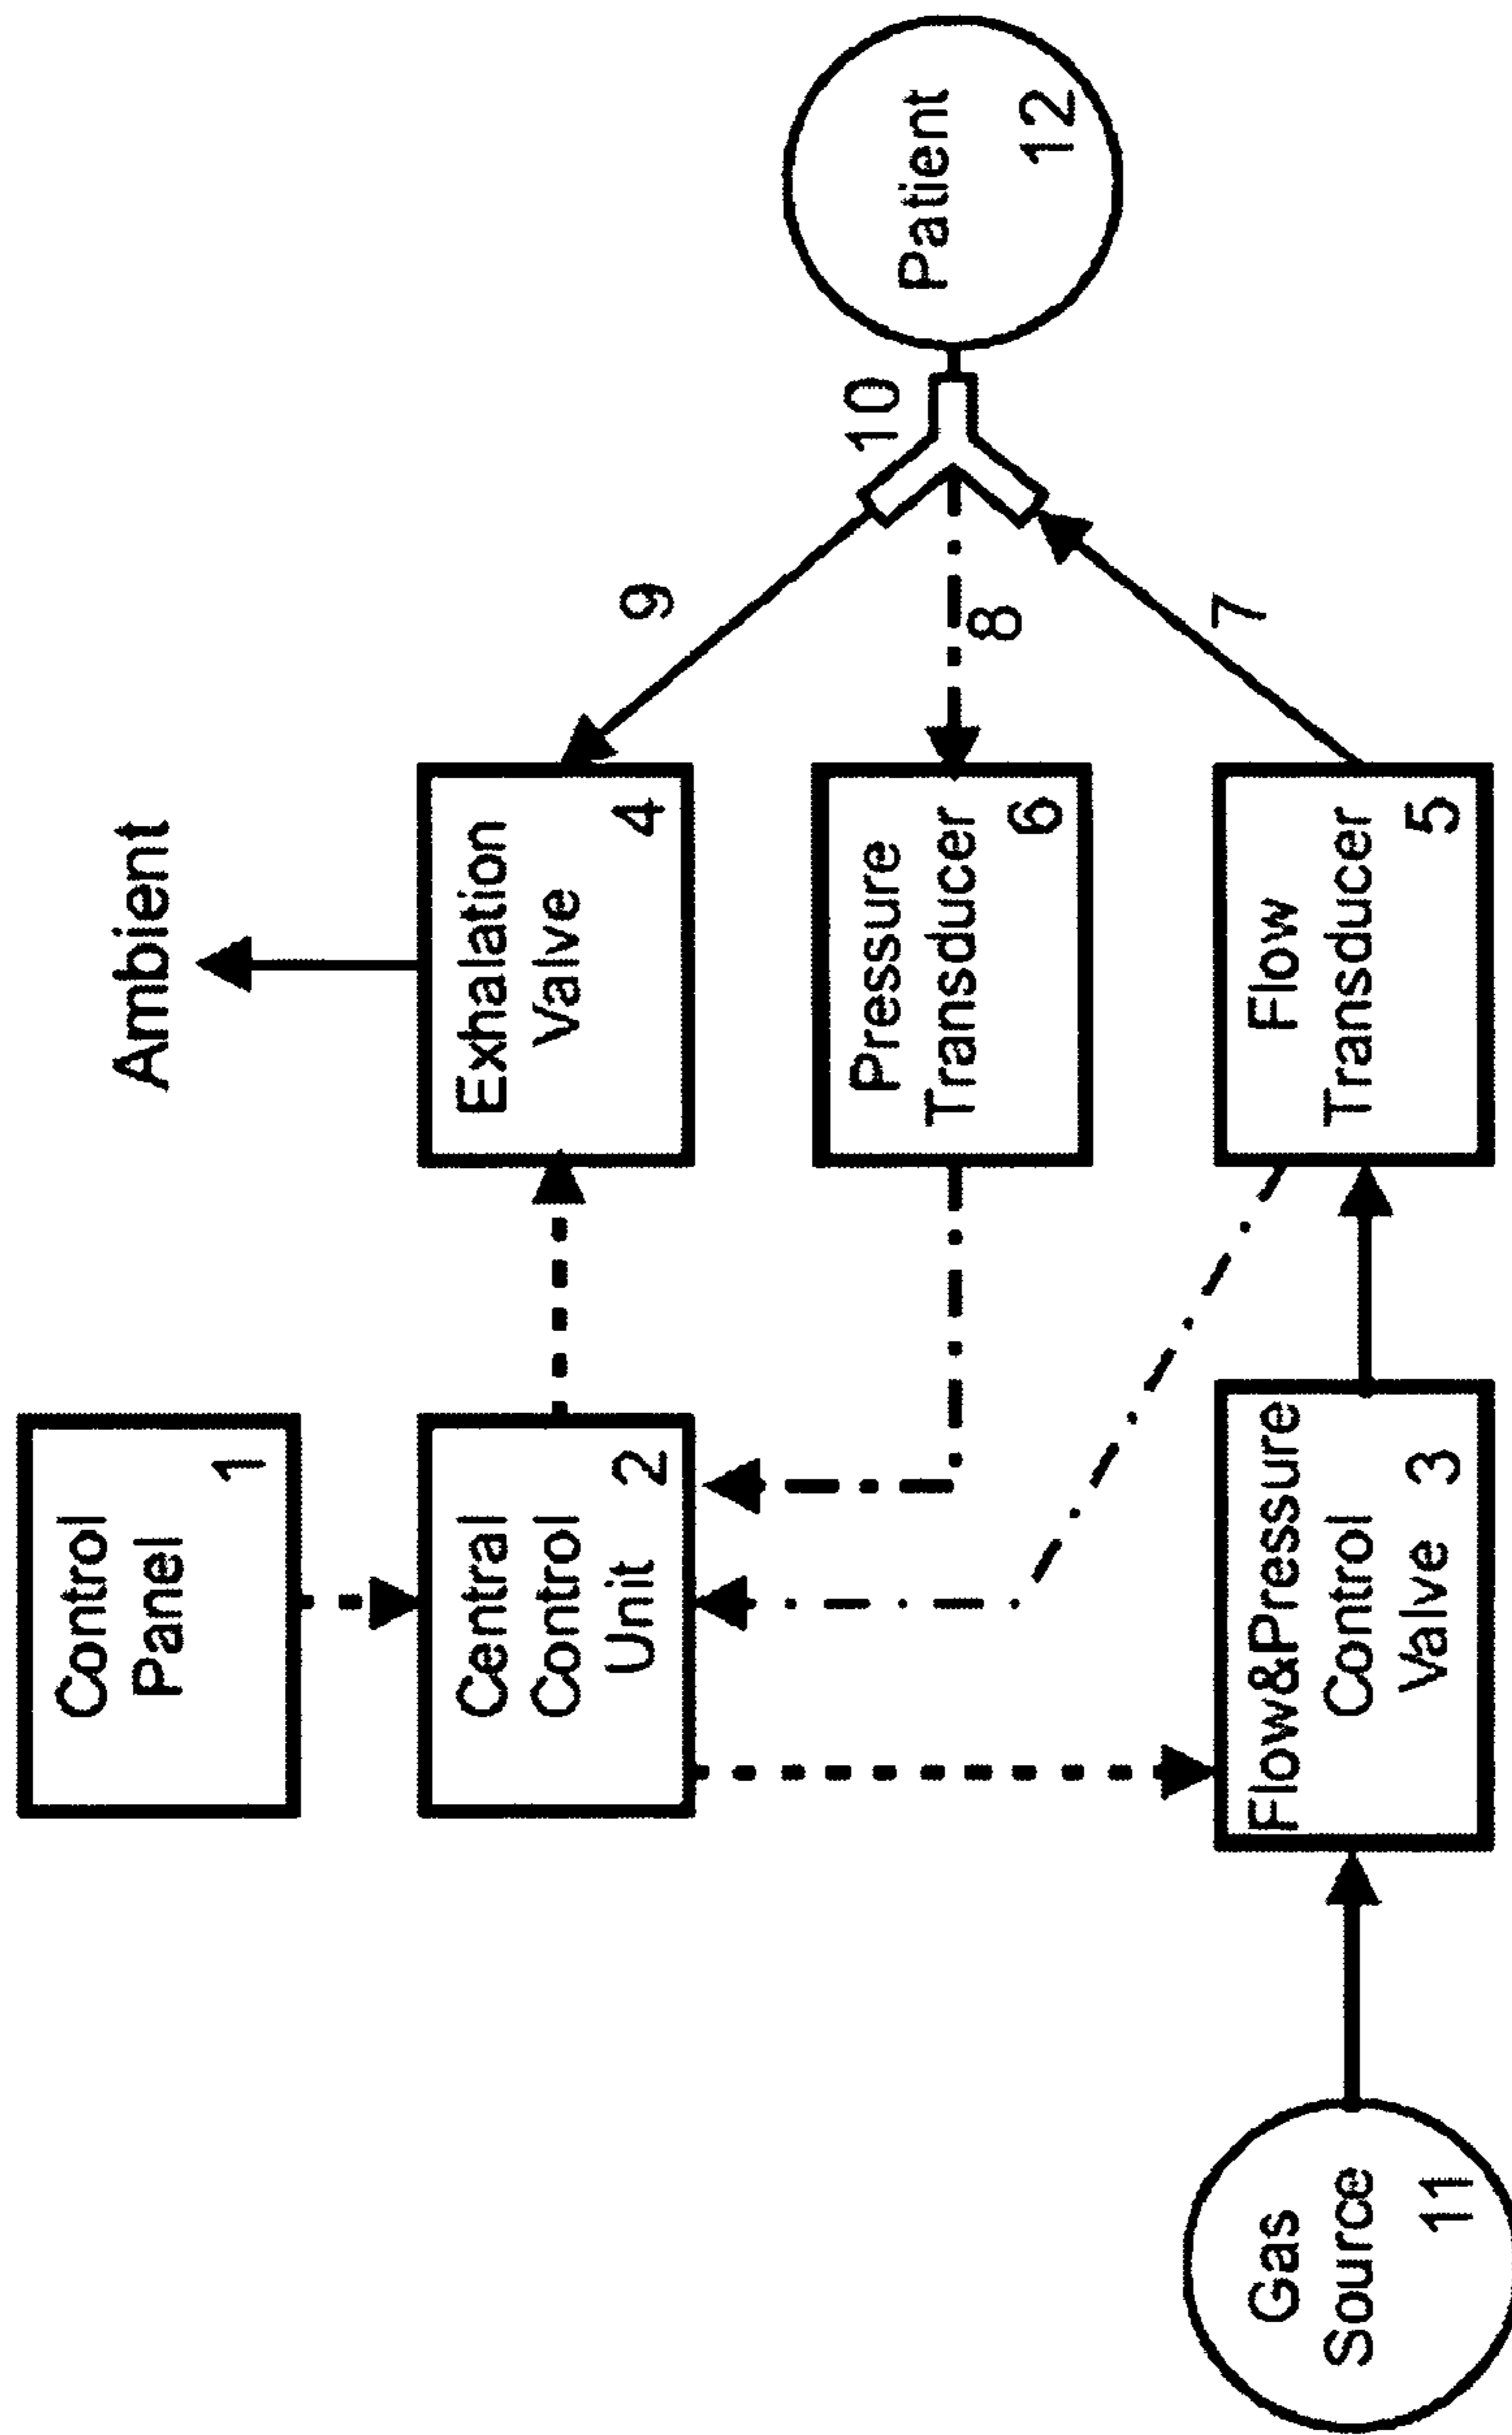 Control
Panel
1
Ambient
Central
Control
Unit
2
Exhalation
Valve
4
9
10
Pressure
Transducer
6
8
Patient
12
Gas
Source
11
Flow&Pressure
Control
Valve 3
Flow
Transducer
5
7